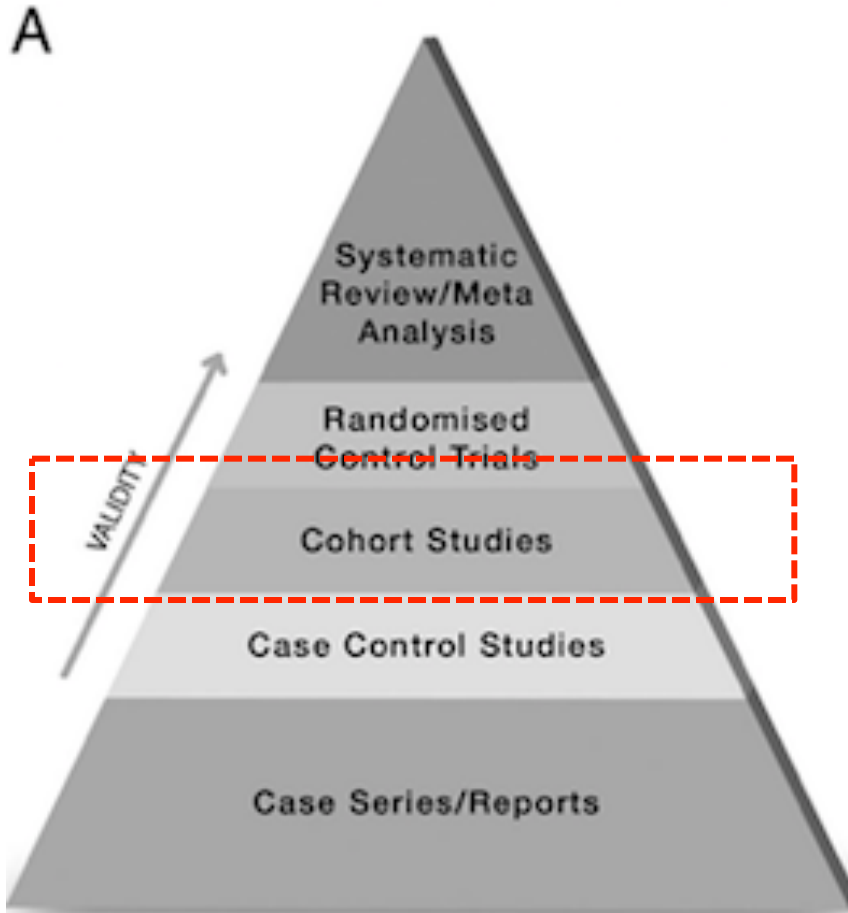 A
Systematic
Review/Meta
Analysis
Randomised
Control Trials
VALIDITY
Cohort Studies
Case Control Studies
Case Series/Reports